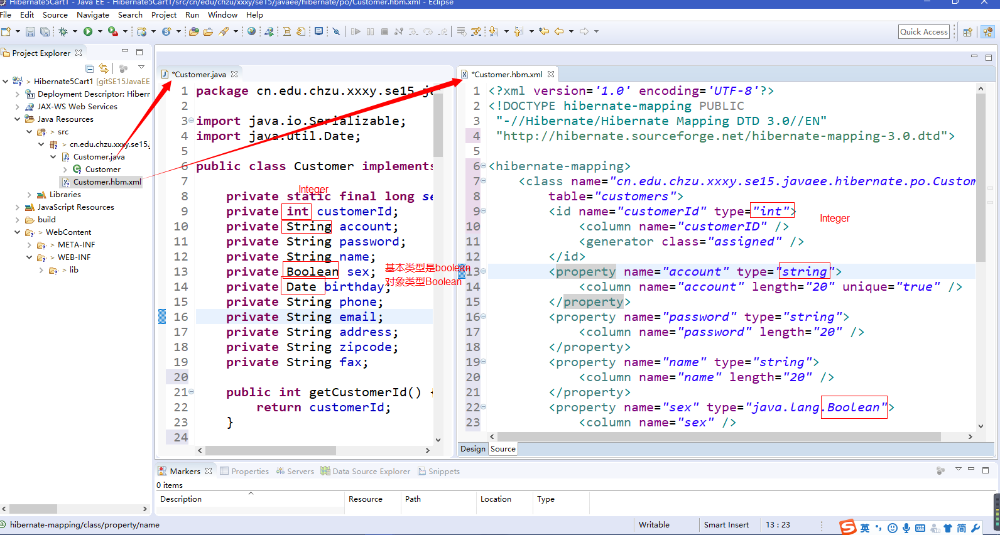 Hibernate5Cart1 - Java EE - Hibernate5Cart1/src/cn/edu/chzu/xxxy/se15/javaee/hibernate/po/Customer.hbm.xml - Eclipse
File Edit Source Navigate Search Project Run Window Help
Quick Access
Project Explorer
> Hibernate5Cart1 [gitSE15JavaEE
Deployment Descriptor: Hibern
JAX-WS Web Services
Java Resources
> src
> cn.edu.chzu.xxxy.se15.j
Customer.java
Customer
Customer.hbm.xml
Libraries
JavaScript Resources
build
> WebContent
> META-INF
> WEB-INF
> lib
*Customer.java
1 package cn.edu.chzu.xxxy.se15.ja
2
3 import java.io.Serializable;
4 import java.util.Date;
5
6 public class Customer implements
7
Integer
8 private static final long se
9 private int customerId;
10 private String account;
11 private String password;
12 private String name;
13 private Boolean sex;
基本类型是boolean
对象类型Boolean
14 private Date birthday;
15 private String phone;
16 private String email;
17 private String address;
18 private String zipcode;
19 private String fax;
20
21 public int getCustomerId() {
22 return customerId;
23 }
24
*Customer.hbm.xml
1 <?xml version='1.0' encoding='UTF-8'?>
2 <!DOCTYPE hibernate-mapping PUBLIC
3 "-//Hibernate/Hibernate Mapping DTD 3.0//EN"
4 "http://hibernate.sourceforge.net/hibernate-mapping-3.0.dtd">
5
6 <hibernate-mapping>
7 <class name="cn.edu.chzu.xxxy.se15.javaee.hibernate.po.Custom
8 table="customers">
9 <id name="customerId" type="int">
Integer
10 <column name="customerID" />
11 <generator class="assigned" />
12 </id>
13 <property name="account" type="string">
14 <column name="account" length="20" unique="true" />
15 </property>
16 <property name="password" type="string">
17 <column name="password" length="20" />
18 </property>
19 <property name="name" type="string">
20 <column name="name" length="20" />
21 </property>
22 <property name="sex" type="java.lang.Boolean">
23 <column name="sex" />
Design Source
Markers Properties Servers Data Source Explorer Snippets
0 items
Description Resource Path Location Type
hibernate-mapping/class/property/name Writable Smart Insert 13 : 23
英 简